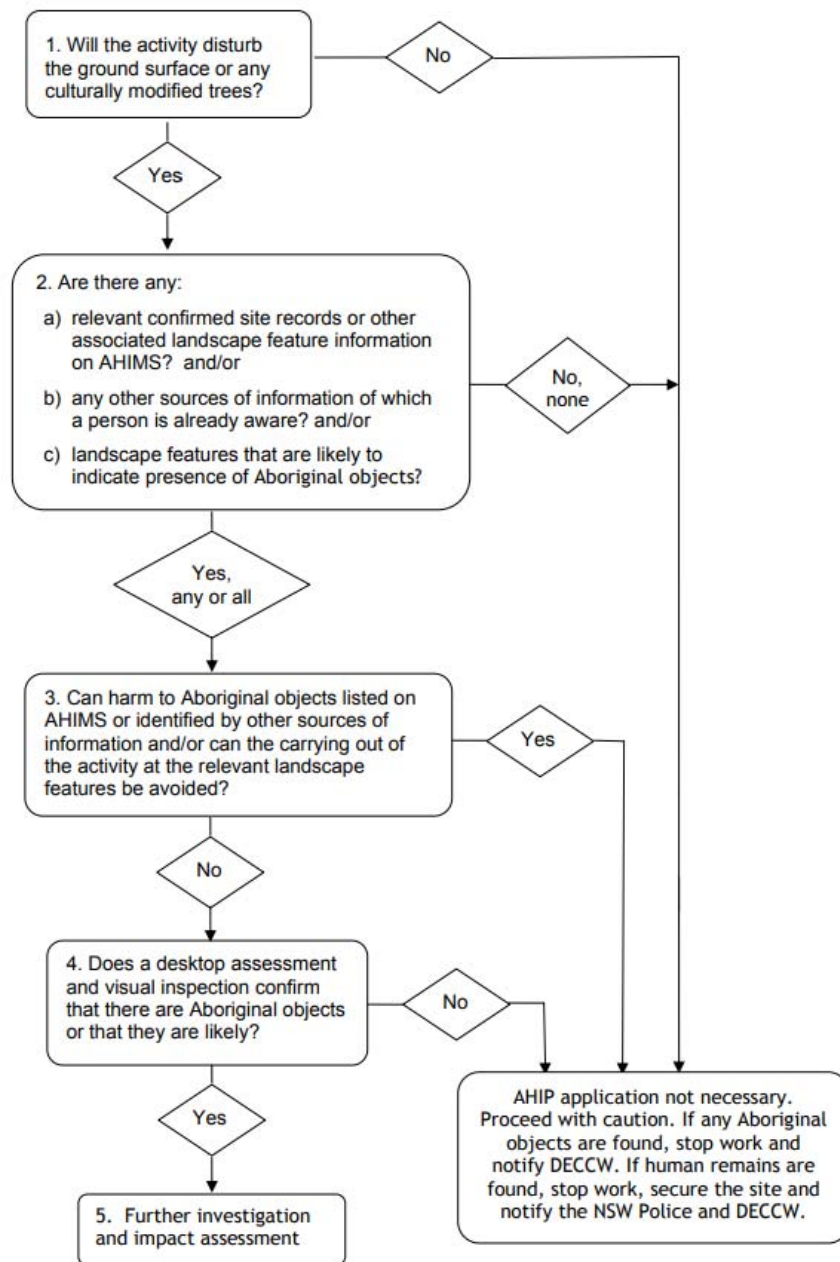 1. Will the activity disturb
the ground surface or any
culturally modified trees?
No
Yes
2. Are there any:
a) relevant confirmed site records or other
associated landscape feature information
on AHIMS? and/or
b) any other sources of information of which
a person is already aware? and/or
c) landscape features that are likely to
indicate presence of Aboriginal objects?
No,
none
Yes,
any or all
3. Can harm to Aboriginal objects listed on
AHIMS or identified by other sources of
information and/or can the carrying out of
the activity at the relevant landscape
features be avoided?
Yes
No
4. Does a desktop assessment
and visual inspection confirm
that there are Aboriginal objects
or that they are likely?
No
Yes
5. Further investigation
and impact assessment
AHIP application not necessary.
Proceed with caution. If any Aboriginal
objects are found, stop work and
notify DECCW. If human remains are
found, stop work, secure the site and
notify the NSW Police and DECCW.